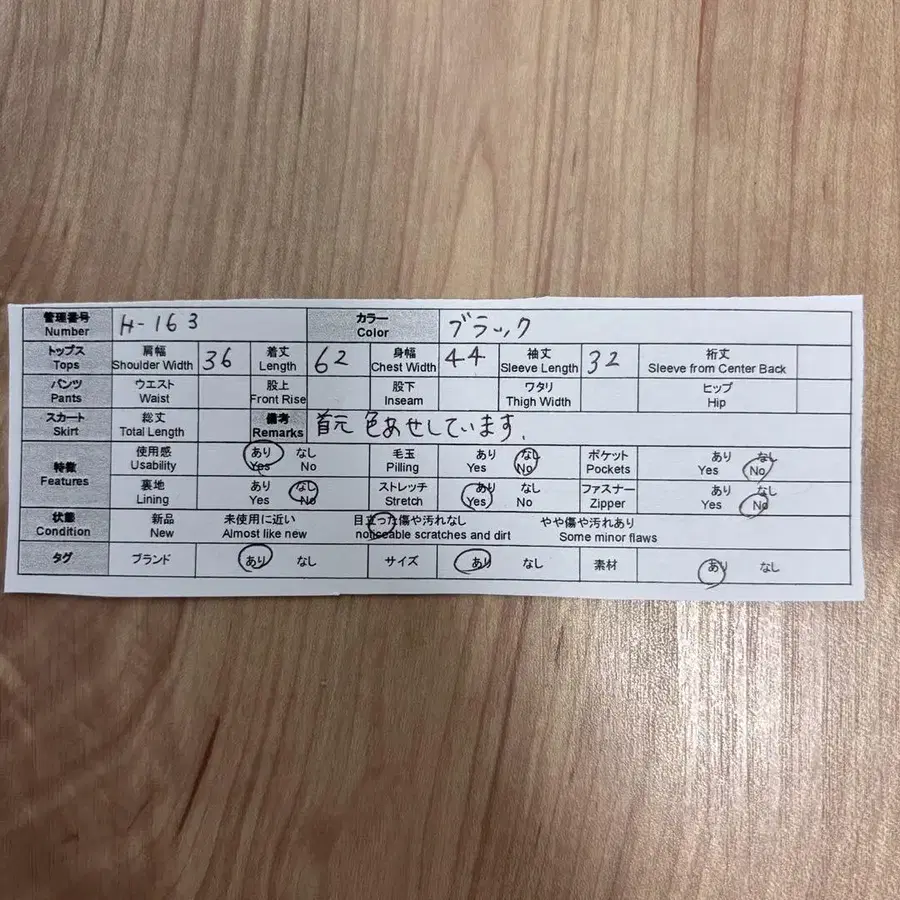 管理番号 H-163 カラー ブラック
Number Color
トップス 肩幅 36 着丈 62 身幅 44 袖丈 32 裄丈
Tops Shoulder Width Length Chest Width Sleeve Length Sleeve from Center Back
パンツ ウエスト 股上 股下 ワタリ ヒップ
Pants Waist Front Rise Inseam Thigh Width Hip
スカート 総丈 備考 首元 色あせしています。
Skirt Total Length Remarks
特徴 使用感 あり なし 毛玉 あり なし ポケット あり なし
Features Usability Yes No Pilling Yes No Pockets Yes No
裏地 あり なし ストレッチ あり なし ファスナー あり なし
Lining Yes No Stretch Yes No Zipper Yes No
状態 新品 未使用に近い 目立った傷や汚れなし やや傷や汚れあり
Condition New Almost like new noticeable scratches and dirt Some minor flaws
タグ ブランド あり なし サイズ あり なし 素材 あり なし